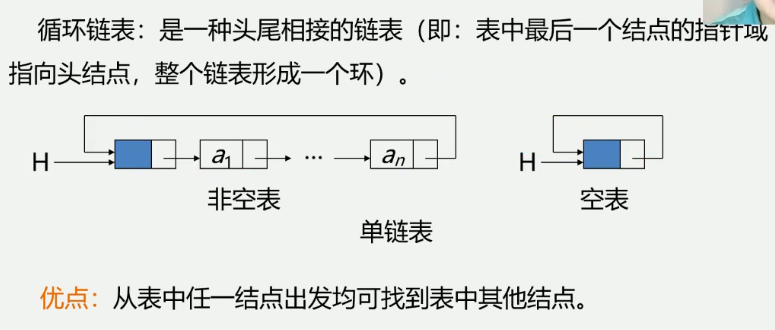 循环链表：是一种头尾相接的链表（即：表中最后一个结点的指针域
指向头结点，整个链表形成一个环）。
H a1 ... an H
非空表 空表
单链表
优点：从表中任一结点出发均可找到表中其他结点。